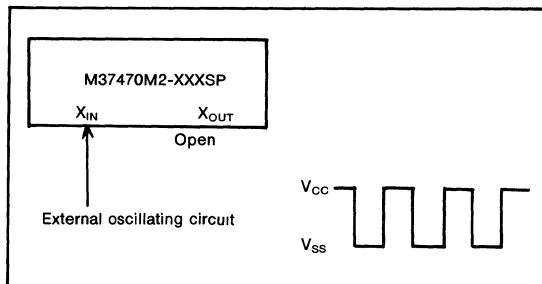 M37470M2-XXXSP
XIN XOUT
Open
External oscillating circuit
VCC
VSS